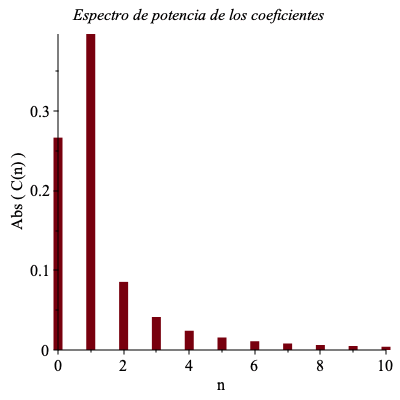 Espectro de potencia de los coeficientes
Abs ( C(n) )
0.3
0.2
0.1
0
0 2 4 6 8 10
n